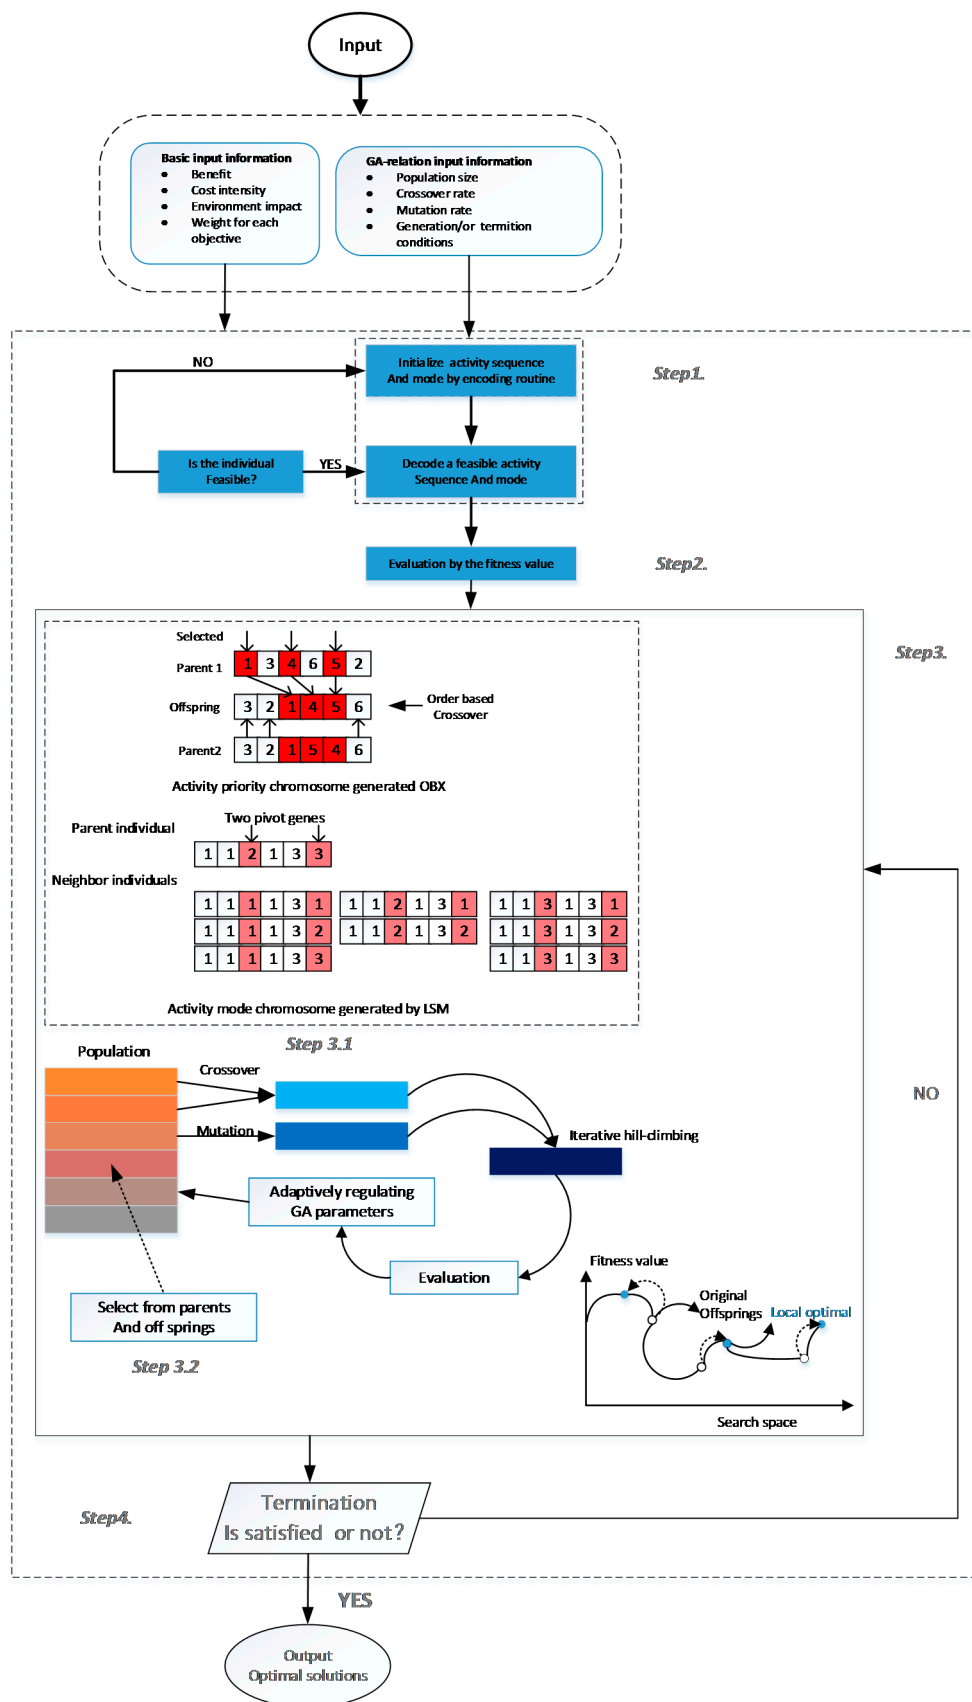 Input
Basic input information
Benefit
Cost intensity
Environment impact
Weight for each
objective
GA-relation input information
Population size
Crossover rate
Mutation rate
Generation/or termition
conditions
NO
Initialize activity sequence
And mode by encoding routine
Step1.
Is the individual
Feasible?
YES
Decode a feasible activity
Sequence And mode
Evaluation by the fitness value
Step2.
Step3.
Selected
Parent 1
1 3 4 6 5 2
Offspring
3 2 1 4 5 6
Order based
Crossover
Parent2
3 2 1 5 4 6
Activity priority chromosome generated OBX
Two pivot genes
Parent individual
1 1 2 1 3 3
Neighbor individuals
1 1 1 1 3 1
1 1 2 1 3 1
1 1 3 1 3 1
1 1 1 1 3 2
1 1 2 1 3 2
1 1 3 1 3 2
1 1 1 1 3 3
1 1 3 1 3 3
Activity mode chromosome generated by LSM
Step 3.1
Population
Crossover
Mutation
Iterative hill-climbing
Adaptively regulating
GA parameters
Evaluation
Select from parents
And off springs
Step 3.2
Fitness value
Original
Offsprings
Local optimal
Search space
NO
Step4.
Termination
Is satisfied or not?
YES
Output
Optimal solutions